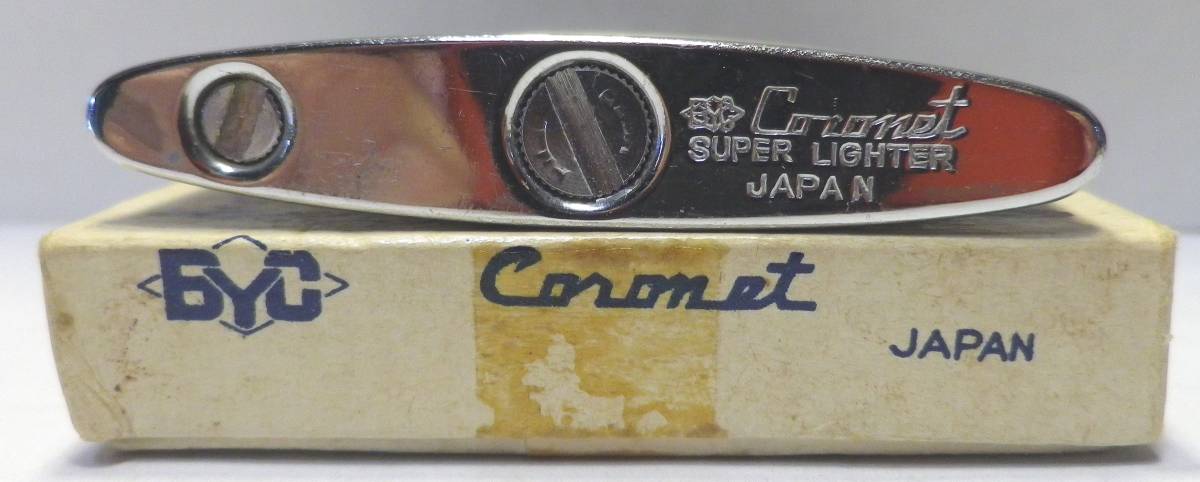 BYC Coronet
SUPER LIGHTER
JAPAN
BYC Coronet JAPAN